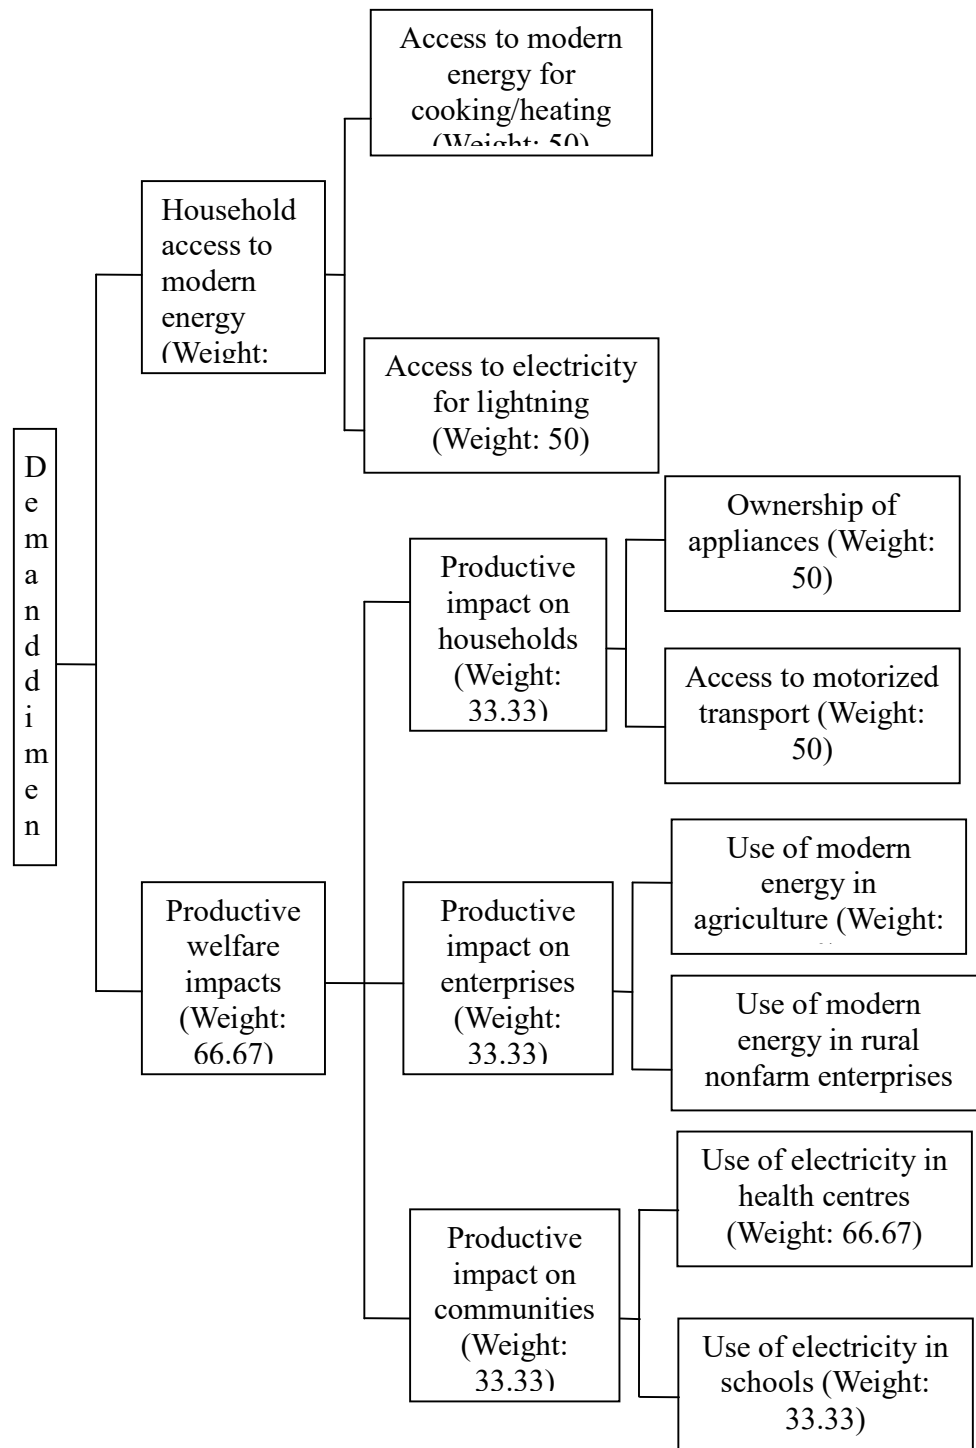 Access to modern
energy for
cooking/heating
(Weight: 50)
Household
access to
modern
energy
(Weight:
Access to electricity
for lightning
(Weight: 50)
D
e
m
a
n
d
d
i
m
e
n
Ownership of
appliances (Weight:
50)
Productive
impact on
households
(Weight:
33.33)
Access to motorized
transport (Weight:
50)
Use of modern
energy in
agriculture (Weight:
Productive
welfare
impacts
(Weight:
66.67)
Productive
impact on
enterprises
(Weight:
33.33)
Use of modern
energy in rural
nonfarm enterprises
Use of electricity in
health centres
(Weight: 66.67)
Productive
impact on
communities
(Weight:
33.33)
Use of electricity in
schools (Weight:
33.33)